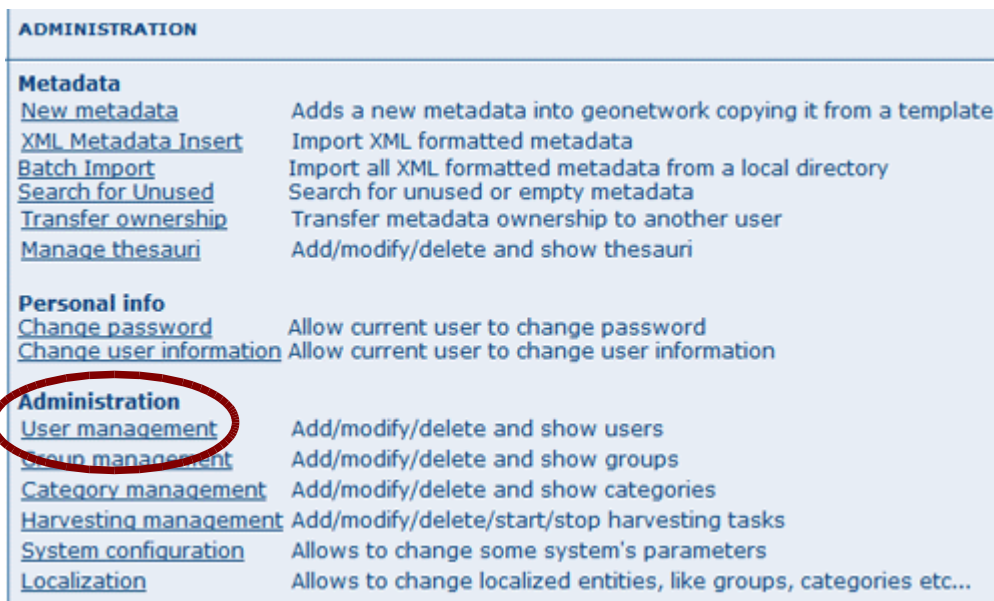 ADMINISTRATION
Metadata
New metadata Adds a new metadata into geonetwork copying it from a template
XML Metadata Insert Import XML formatted metadata
Batch Import Import all XML formatted metadata from a local directory
Search for Unused Search for unused or empty metadata
Transfer ownership Transfer metadata ownership to another user
Manage thesauri Add/modify/delete and show thesauri
Personal info
Change password Allow current user to change password
Change user information Allow current user to change user information
Administration
User management Add/modify/delete and show users
Group management Add/modify/delete and show groups
Category management Add/modify/delete and show categories
Harvesting management Add/modify/delete/start/stop harvesting tasks
System configuration Allows to change some system's parameters
Localization Allows to change localized entities, like groups, categories etc...